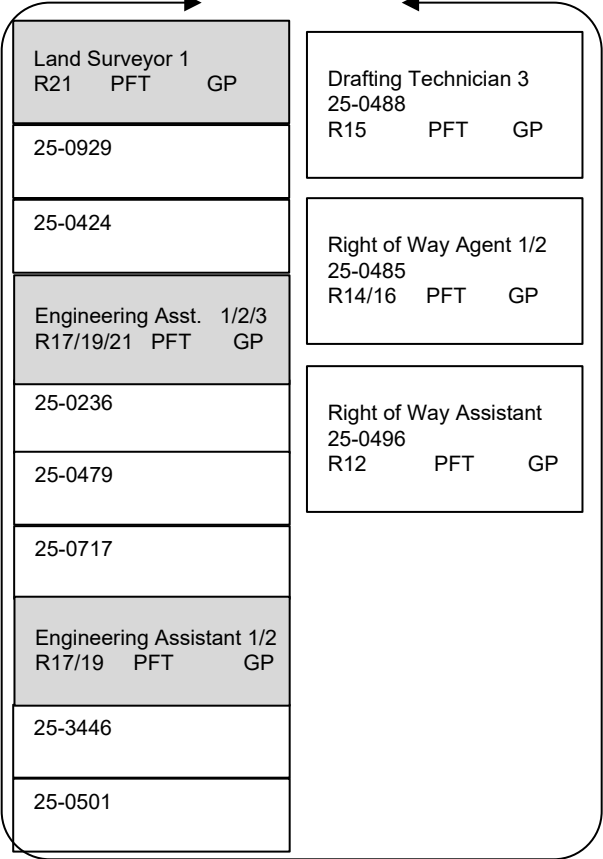 Land Surveyor 1
R21 PFT GP
25-0929
25-0424
Engineering Asst. 1/2/3
R17/19/21 PFT GP
25-0236
25-0479
25-0717
Engineering Assistant 1/2
R17/19 PFT GP
25-3446
25-0501
Drafting Technician 3
25-0488
R15 PFT GP
Right of Way Agent 1/2
25-0485
R14/16 PFT GP
Right of Way Assistant
25-0496
R12 PFT GP